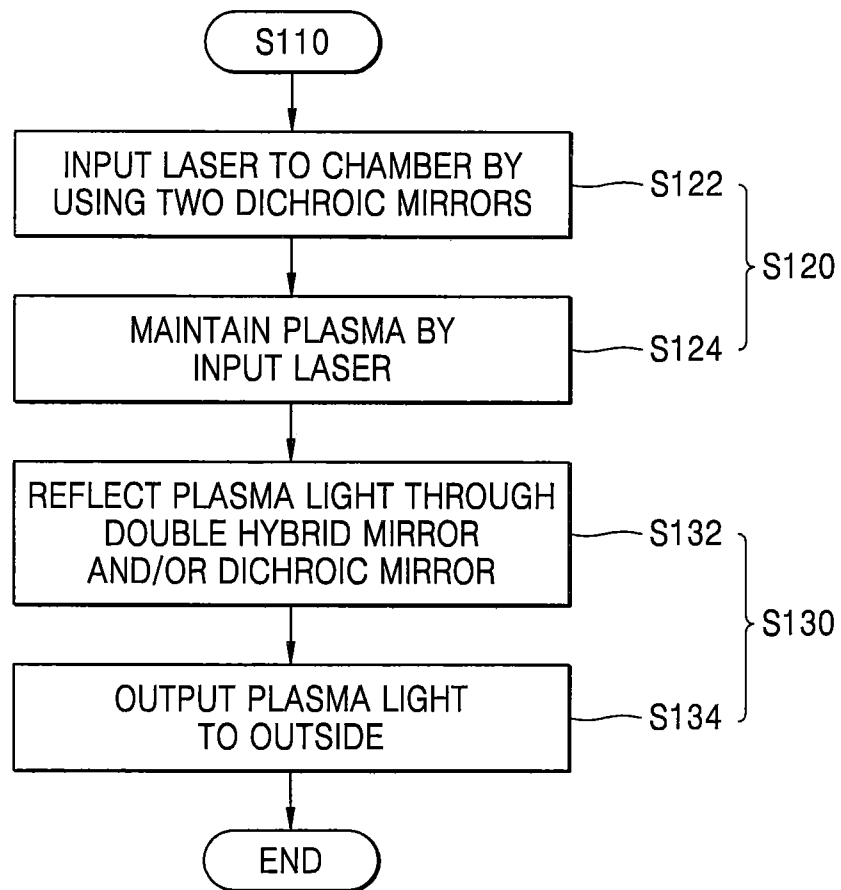 S110
INPUT LASER TO CHAMBER BY
USING TWO DICHROIC MIRRORS
S122
S120
MAINTAIN PLASMA BY
INPUT LASER
S124
REFLECT PLASMA LIGHT THROUGH
DOUBLE HYBRID MIRROR
AND/OR DICHROIC MIRROR
S132
S130
OUTPUT PLASMA LIGHT
TO OUTSIDE
S134
END